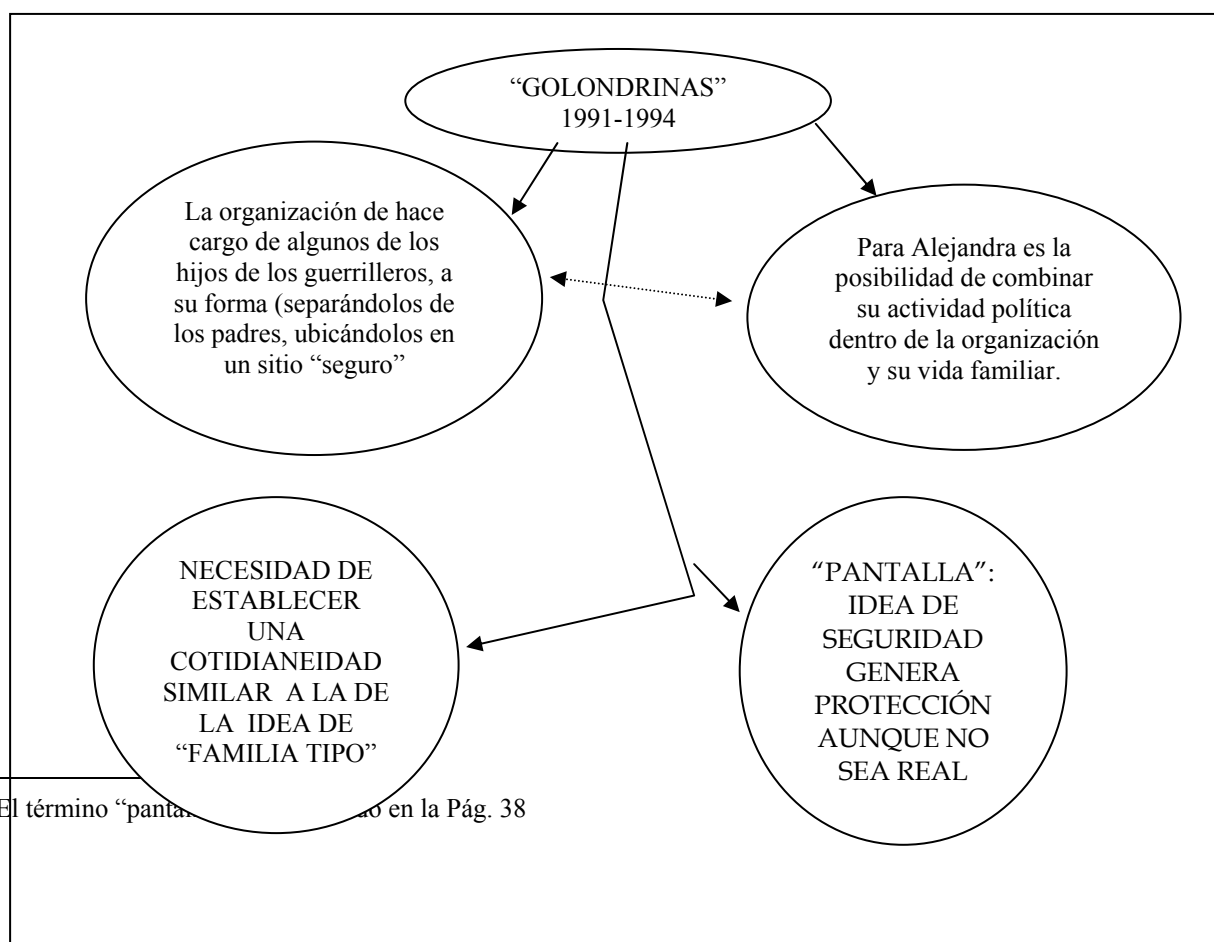 “GOLONDRINAS”
1991-1994
La organización de hace
cargo de algunos de los
hijos de los guerrilleros, a
su forma (separándolos de
los padres, ubicándolos en
un sitio “seguro”
Para Alejandra es la
posibilidad de combinar
su actividad política
dentro de la organización
y su vida familiar.
NECESIDAD DE
ESTABLECER
UNA
COTIDIANEIDAD
SIMILAR A LA DE
LA IDEA DE
“FAMILIA TIPO”
“PANTALLA”:
IDEA DE
SEGURIDAD
GENERA
PROTECCIÓN
AUNQUE NO
SEA REAL
El término en la Pág. 38